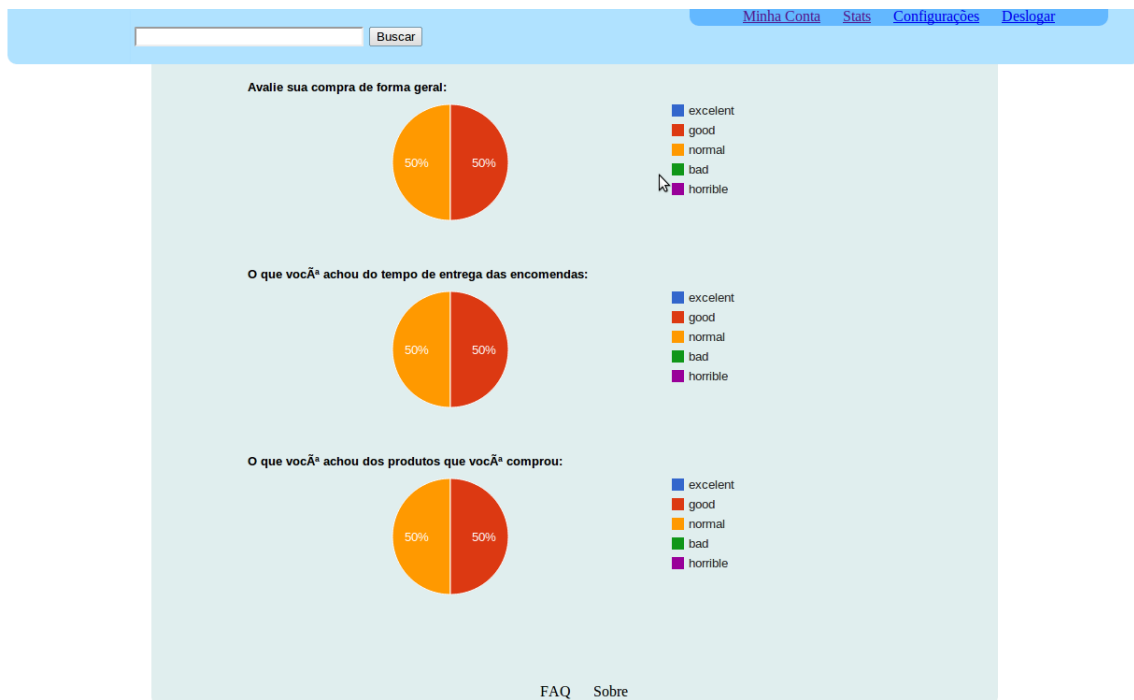 Minha Conta Stats Configurações Deslogar
Buscar
Avalie sua compra de forma geral:
50% 50%
excelent
good
normal
bad
horrible
O que vocÃª achou do tempo de entrega das encomendas:
50% 50%
excelent
good
normal
bad
horrible
O que vocÃª achou dos produtos que vocÃª comprou:
50% 50%
excelent
good
normal
bad
horrible
FAQ Sobre